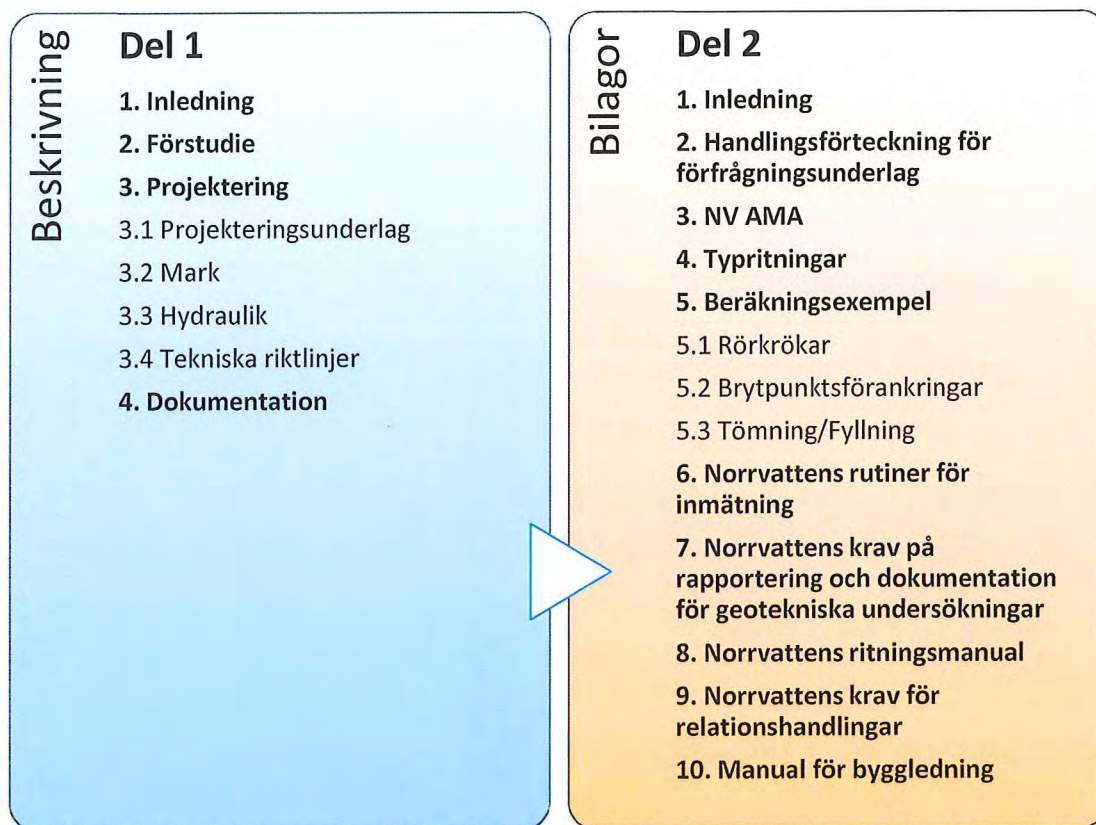 Beskrivning
Del 1
1. Inledning
2. Förstudie
3. Projektering
3.1 Projekteringsunderlag
3.2 Mark
3.3 Hydraulik
3.4 Tekniska riktlinjer
4. Dokumentation
Bilagor
Del 2
1. Inledning
2. Handlingsförteckning för
förfrågningsunderlag
3. NV AMA
4. Typritningar
5. Beräkningsexempel
5.1 Rörkrökar
5.2 Brytpunktsförankringar
5.3 Tömning/Fyllning
6. Norrvattens rutiner för
inmätning
7. Norrvattens krav på
rapportering och dokumentation
för geotekniska undersökningar
8. Norrvattens ritningsmanual
9. Norrvattens krav för
relationshandlingar
10. Manual för byggledning